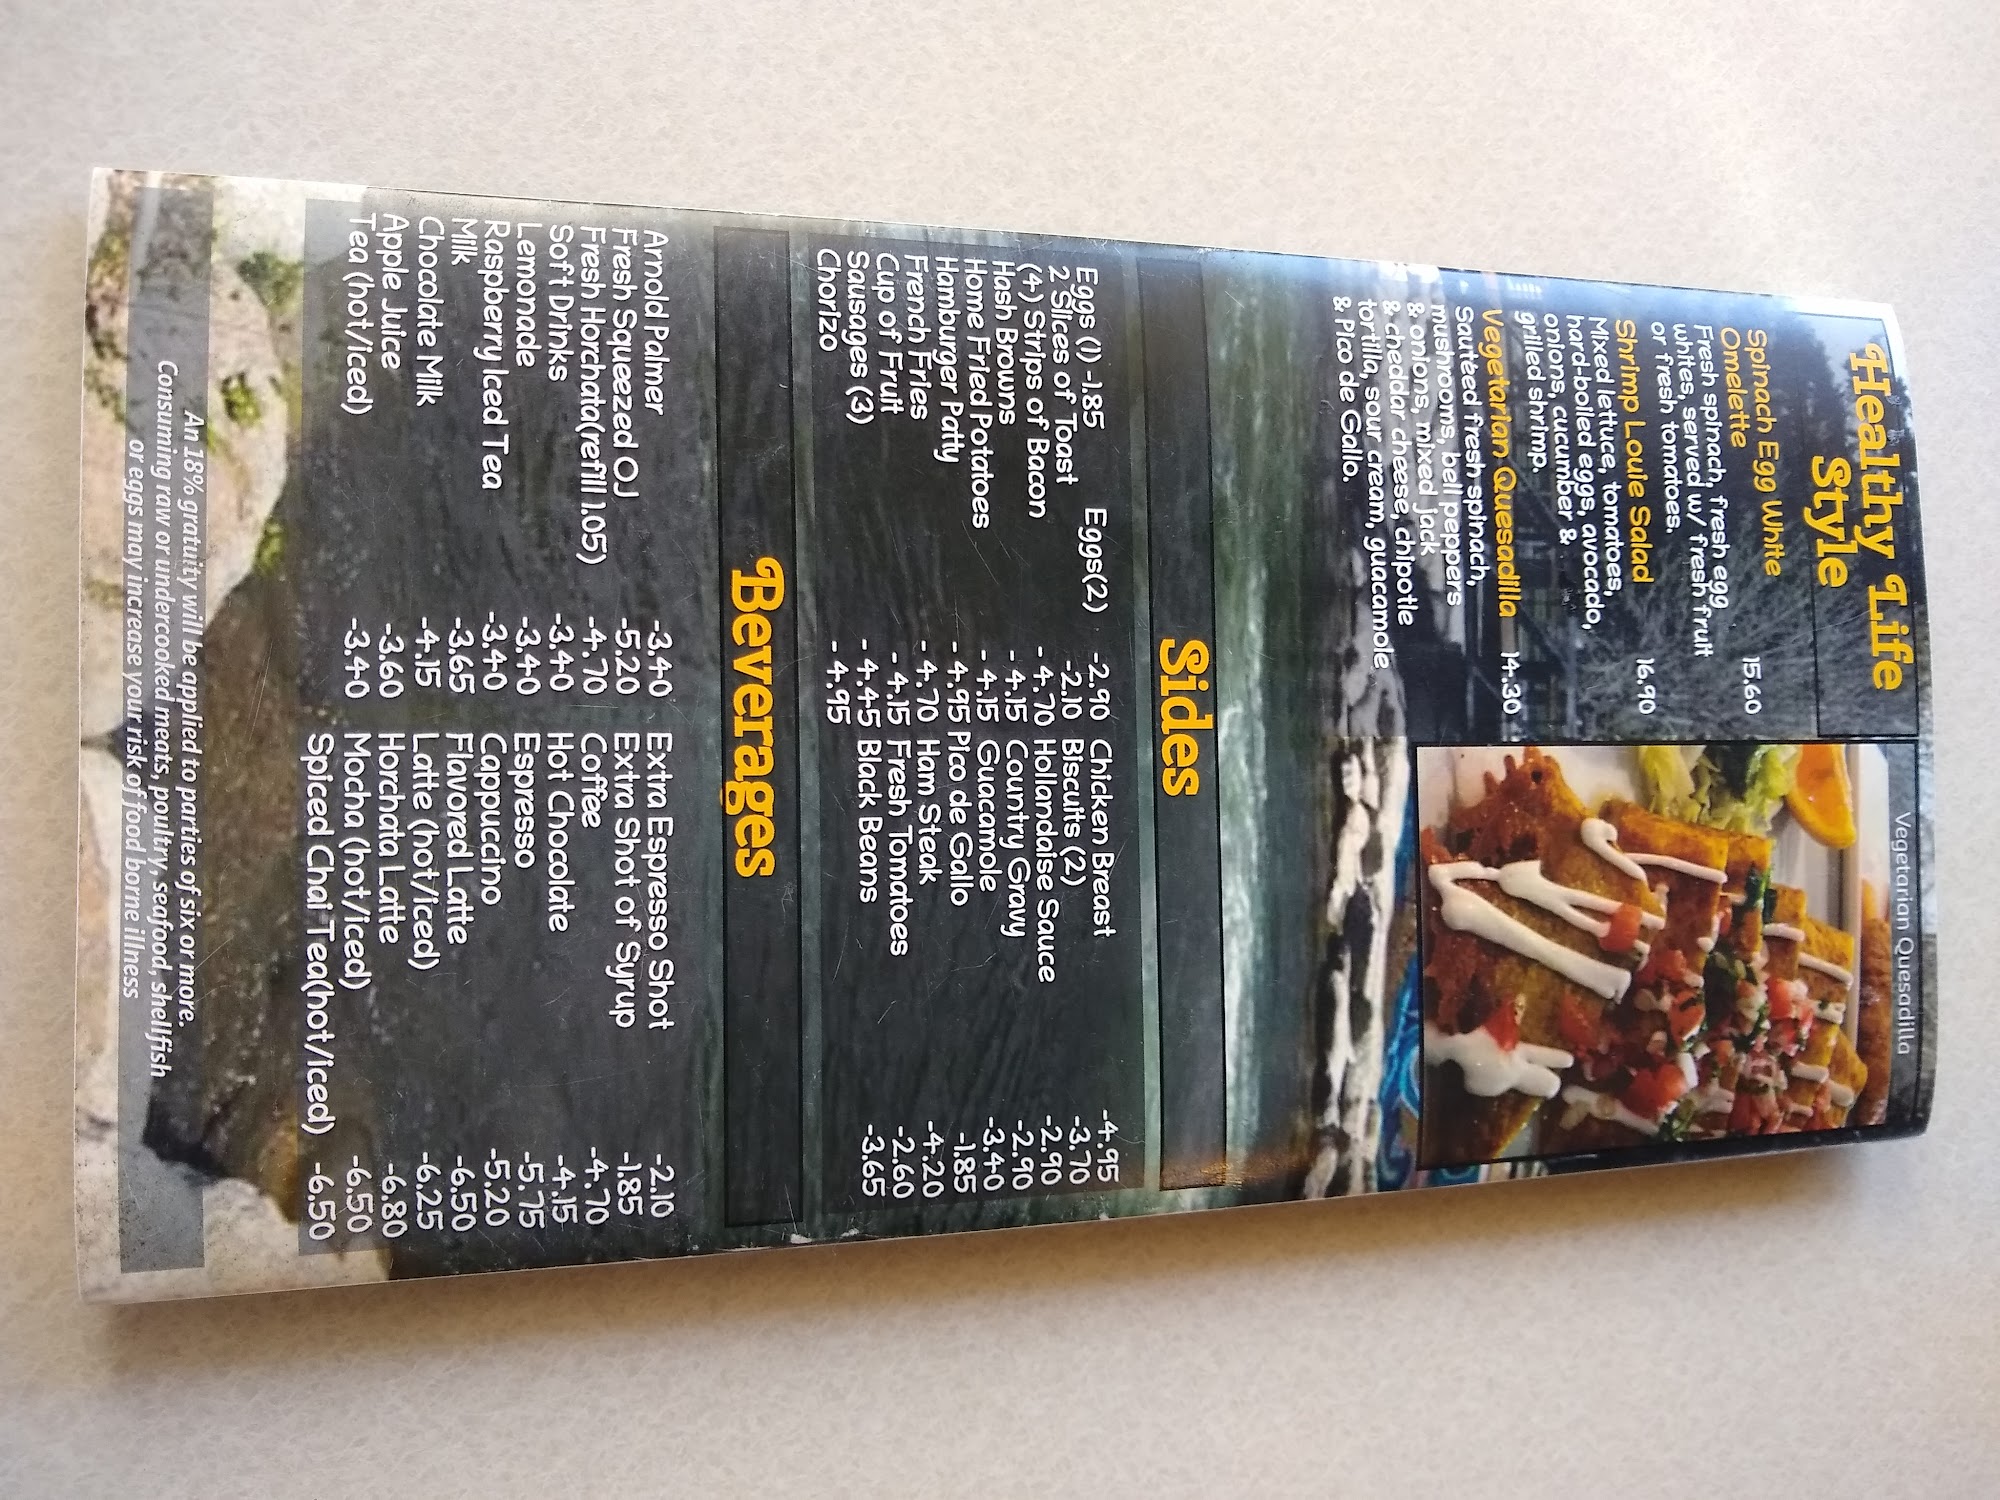 Healthy Life
Style
Spinach Egg White
Omelette 15.60
Fresh spinach, fresh egg
whites, served w/ fresh fruit
or fresh tomatoes.
Shrimp Louie Salad 16.90
Mixed lettuce, tomatoes,
hard-boiled eggs, avocado,
onions, cucumber &
grilled shrimp.
Vegetarian Quesadilla 14.30
Sauteed fresh spinach,
mushrooms, bell peppers
& onions, mixed jack
& cheddar cheese, chipotle
tortilla, sour cream, guacamole
& Pico de Gallo.
Vegetarian Quesadilla
Sides
Eggs (1) -1.85 Eggs(2) -2.90
2 Slices of Toast -2.10
(4) Strips of Bacon -4.70
Hash Browns -4.15
Home Fried Potatoes -4.15
Hamburger Patty -4.95
French Fries -4.70
Cup of Fruit -4.15
Sausages (3) -4.45
Chorizo -4.95
Chicken Breast -4.95
Biscuits (2) -3.70
Hollandaise Sauce -2.90
Country Gravy -2.90
Guacamole -3.40
Pico de Gallo -1.85
Ham Steak -4.20
Fresh Tomatoes -2.60
Black Beans -3.65
Beverages
Arnold Palmer -3.40
Fresh Squeezed OJ -5.20
Fresh Horchata(refill 1.05) -4.70
Soft Drinks -3.40
Lemonade -3.40
Raspberry Iced Tea -3.40
Milk -3.65
Chocolate Milk -4.15
Apple Juice -3.60
Tea (hot/iced) -3.40
Extra Espresso Shot -2.10
Extra Shot of Syrup -1.85
Coffee -4.70
Hot Chocolate -4.15
Espresso -5.75
Cappuccino -5.20
Flavored Latte -6.50
Latte (hot/iced) -6.25
Horchata Latte -6.80
Mocha (hot/iced) -6.50
Spiced Chai Tea(hot/iced) -6.50
An 18% gratuity will be applied to parties of six or more.
Consuming raw or undercooked meats, poultry, seafood, shellfish
or eggs may increase your risk of food borne illness